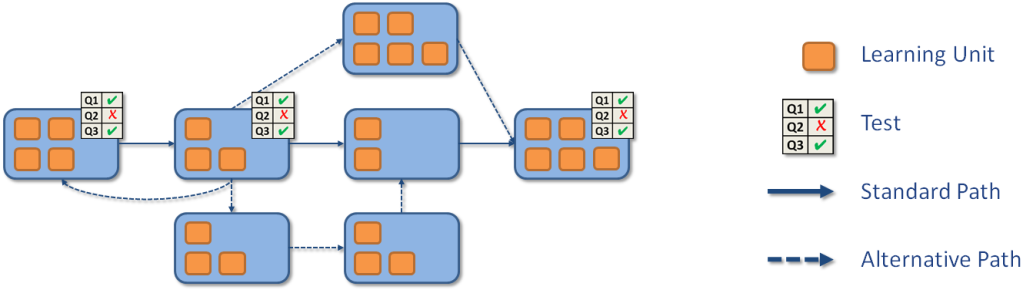 Q1 ✓
Q2 ✗
Q3 ✓
Q1 ✓
Q2 ✗
Q3 ✓
Q1 ✓
Q2 ✗
Q3 ✓
Learning Unit
Q1 ✓
Q2 ✗
Q3 ✓
Test
Standard Path
Alternative Path